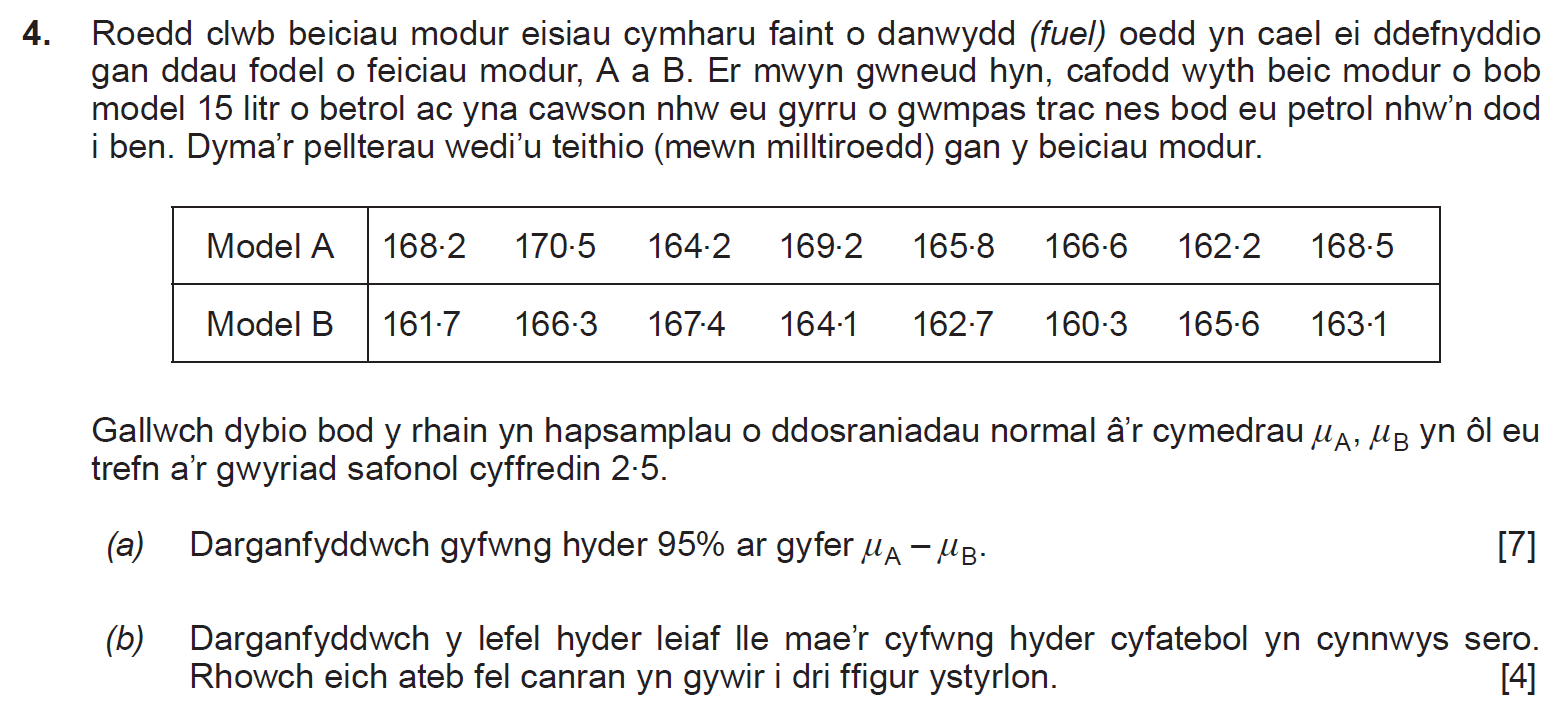 4. Roedd clwb beiciau modur eisiau cymharu faint o danwydd (fuel) oedd yn cael ei ddefnyddio
gan ddau fodel o feiciau modur, A a B. Er mwyn gwneud hyn, cafodd wyth beic modur o bob
model 15 litr o betrol ac yna cawson nhw eu gyrru o gwmpas trac nes bod eu petrol nhw'n dod
i ben. Dyma'r pellterau wedi'u teithio (mewn milltiroedd) gan y beiciau modur.
Model A 168·2 170·5 164·2 169·2 165·8 166·6 162·2 168·5
Model B 161·7 166·3 167·4 164·1 162·7 160·3 165·6 163·1
Gallwch dybio bod y rhain yn hapsamplau o ddosraniadau normal â'r cymedrau μ_A, μ_B yn ôl eu
trefn a'r gwyriad safonol cyffredin 2·5.
(a) Darganfyddwch gyfwng hyder 95% ar gyfer μ_A – μ_B. [7]
(b) Darganfyddwch y lefel hyder leiaf lle mae'r cyfwng hyder cyfatebol yn cynnwys sero.
Rhowch eich ateb fel canran yn gywir i dri ffigur ystyrlon. [4]